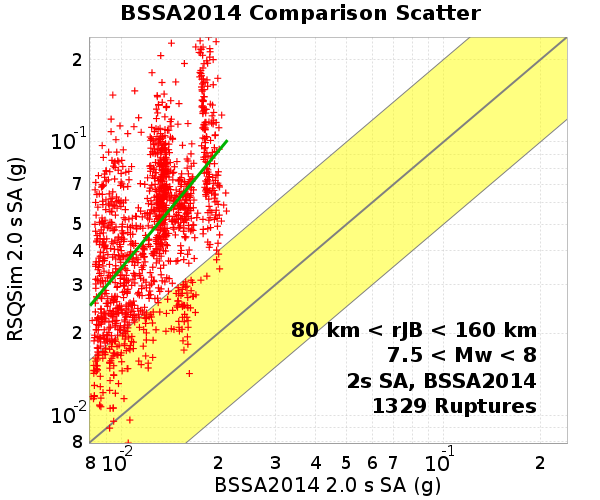 BSSA2014 Comparison Scatter
RSQSim 2.0 s SA (g)
2
10^-1
7
5
4
3
2
10^-2
8
80 km < rJB < 160 km
7.5 < Mw < 8
2s SA, BSSA2014
1329 Ruptures
8 10^-2 2 3 4 5 6 7 10^-1 2
BSSA2014 2.0 s SA (g)